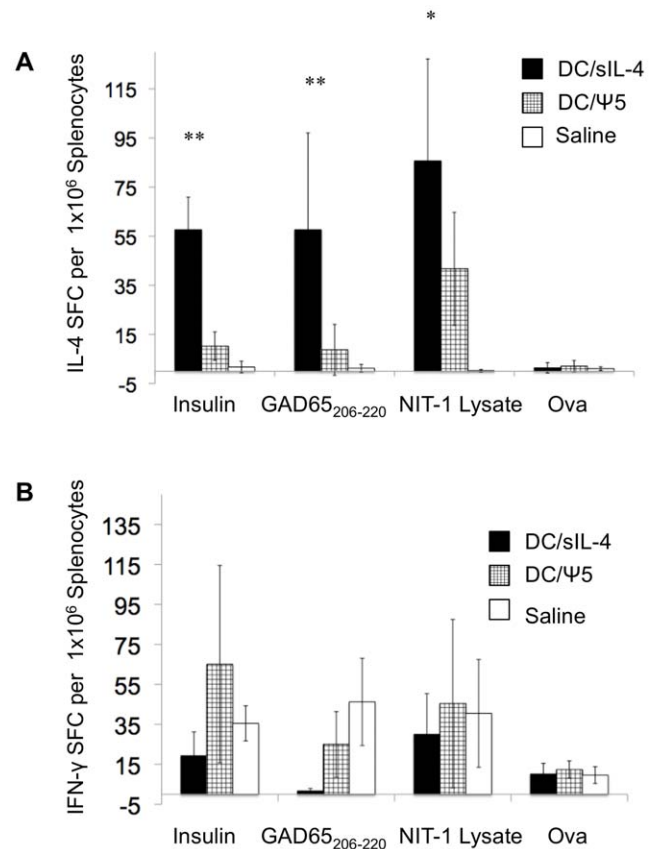 A
IL-4 SFC per 1x10⁶ Splenocytes
115
95
75
55
35
15
-5
**
**
*
DC/sIL-4
DC/Ψ5
Saline
Insulin GAD65₂₀₆₋₂₂₀ NIT-1 Lysate Ova
B
IFN-γ SFC per 1x10⁶ Splenocytes
135
115
95
75
55
35
15
-5
DC/sIL-4
DC/Ψ5
Saline
Insulin GAD65₂₀₆₋₂₂₀ NIT-1 Lysate Ova